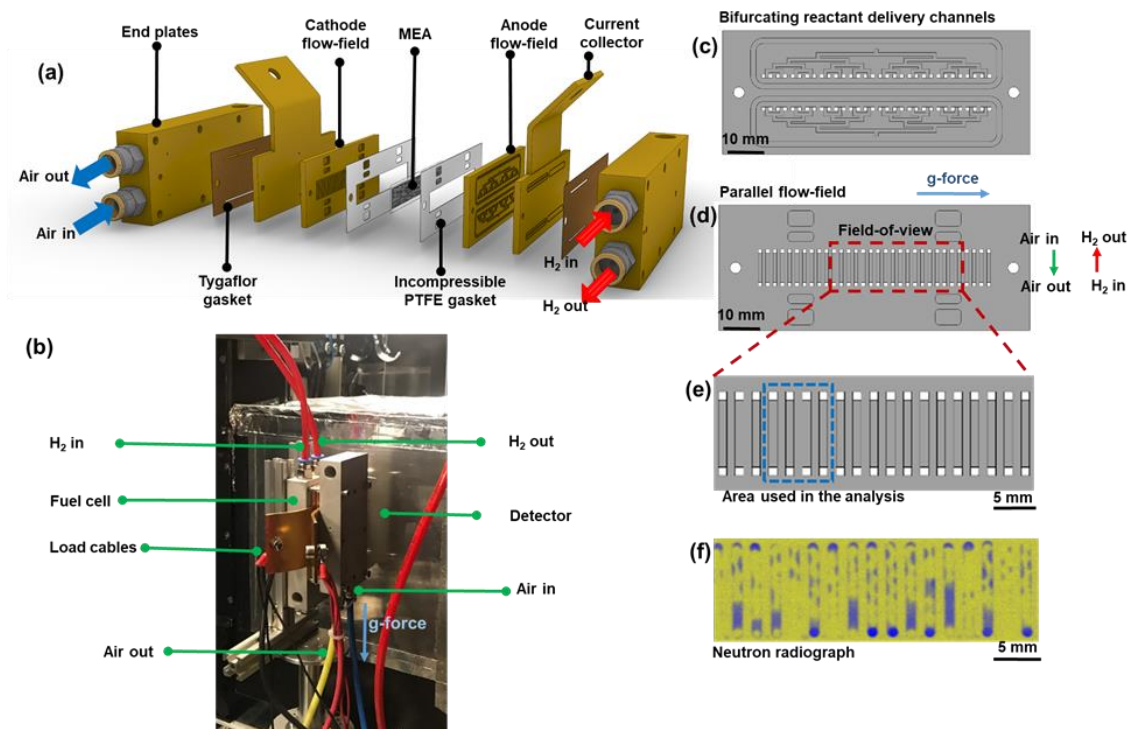 (a)
End plates
Cathode
flow-field
MEA
Anode
flow-field
Current
collector
Air out
Air in
Tygaflor
gasket
Incompressible
PTFE gasket
H₂ in
H₂ out
(b)
H₂ in
Fuel cell
Load cables
Air out
H₂ out
Detector
Air in
g-force
Bifurcating reactant delivery channels
(c)
10 mm
Parallel flow-field
g-force
(d)
Field-of-view
Air in
H₂ out
Air out
H₂ in
10 mm
(e)
Area used in the analysis
5 mm
(f)
Neutron radiograph
5 mm